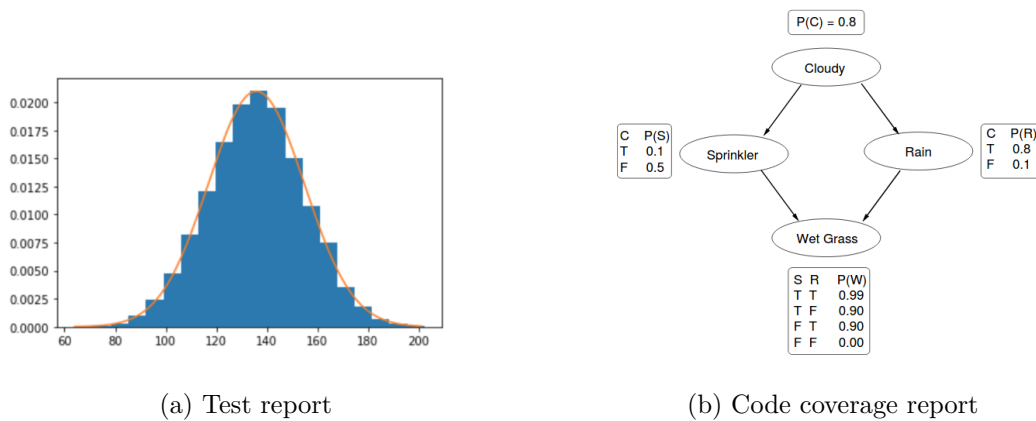 0.0200
0.0175
0.0150
0.0125
0.0100
0.0075
0.0050
0.0025
0.0000
60 80 100 120 140 160 180 200
(a) Test report
P(C) = 0.8
Cloudy
C P(S)
T 0.1
F 0.5
Sprinkler
Rain
C P(R)
T 0.8
F 0.1
Wet Grass
S R P(W)
T T 0.99
T F 0.90
F T 0.90
F F 0.00
(b) Code coverage report